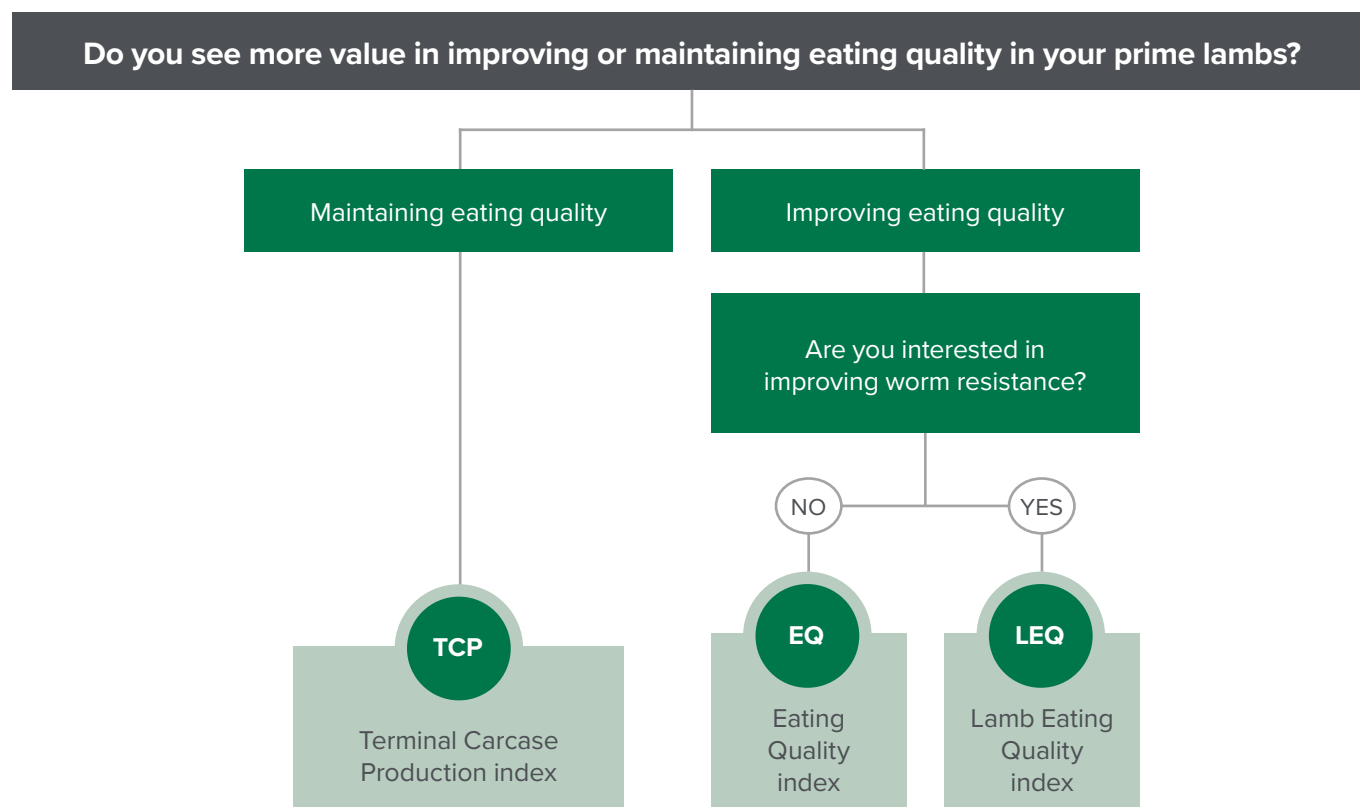 Do you see more value in improving or maintaining eating quality in your prime lambs?
Maintaining eating quality
Improving eating quality
Are you interested in
improving worm resistance?
NO
YES
TCP
Terminal Carcase
Production index
EQ
Eating
Quality
index
LEQ
Lamb Eating
Quality
index